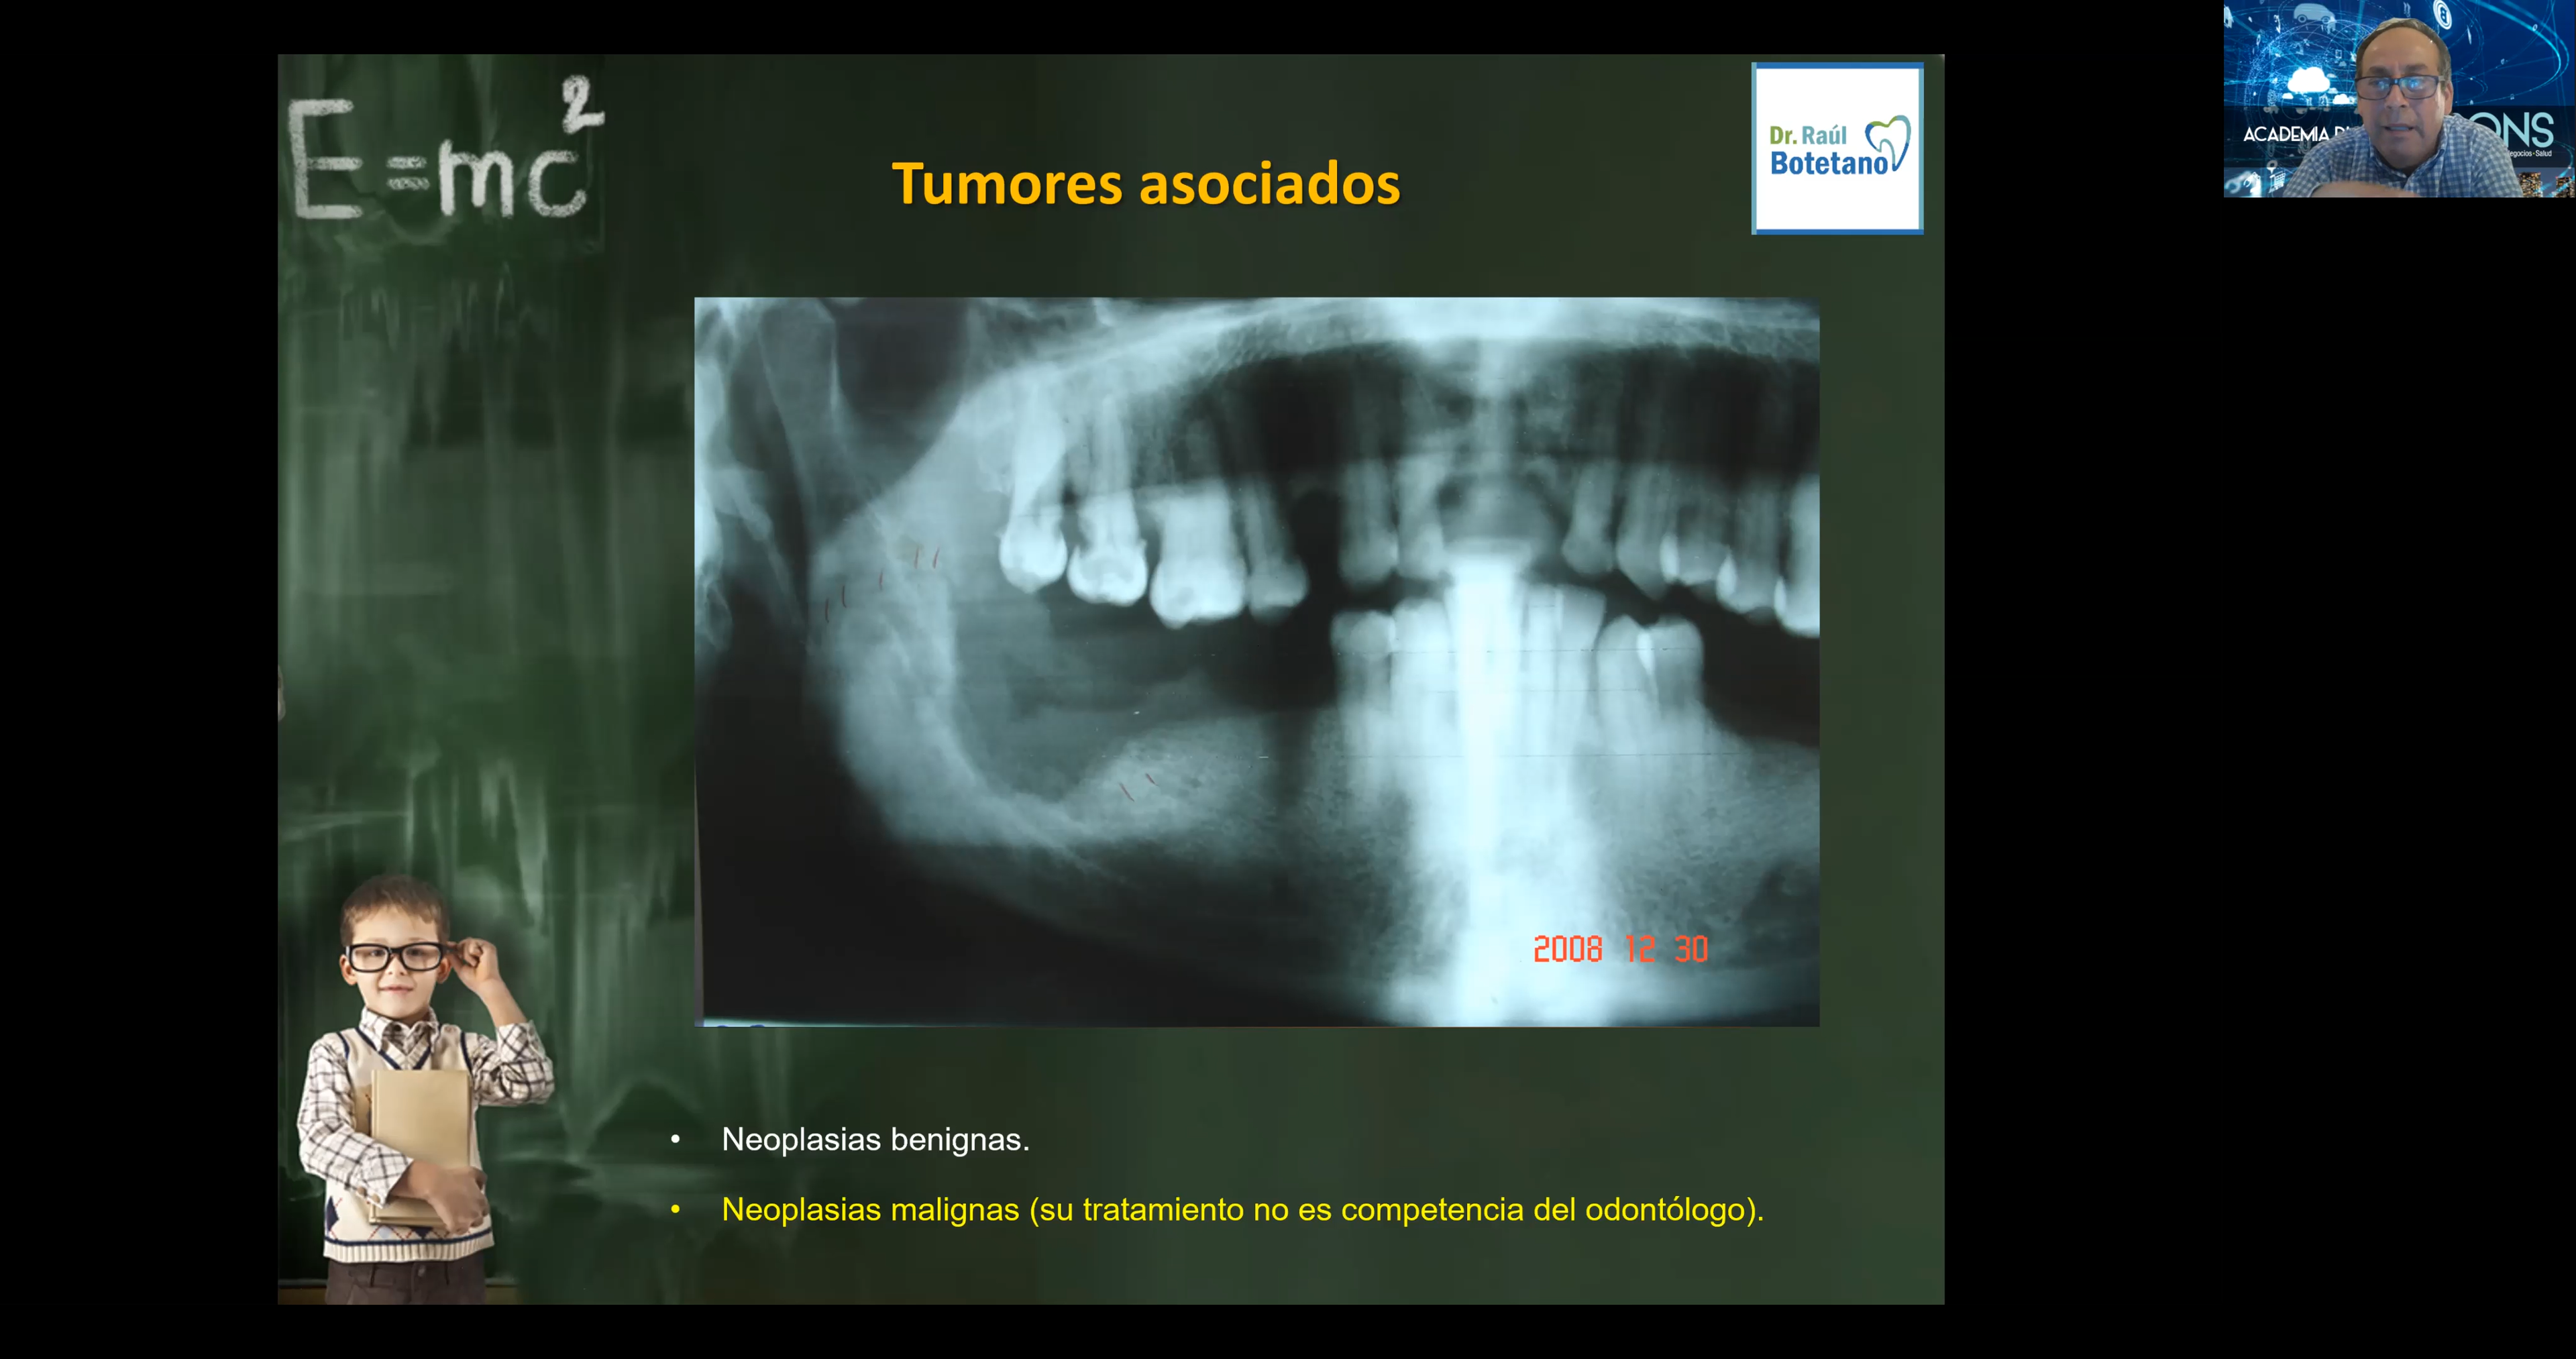 E=mc²
Tumores asociados
Dr. Raúl
Botetano
ACADEMIA
ONS
2008 12 30
• Neoplasias benignas.
• Neoplasias malignas (su tratamiento no es competencia del odontólogo).